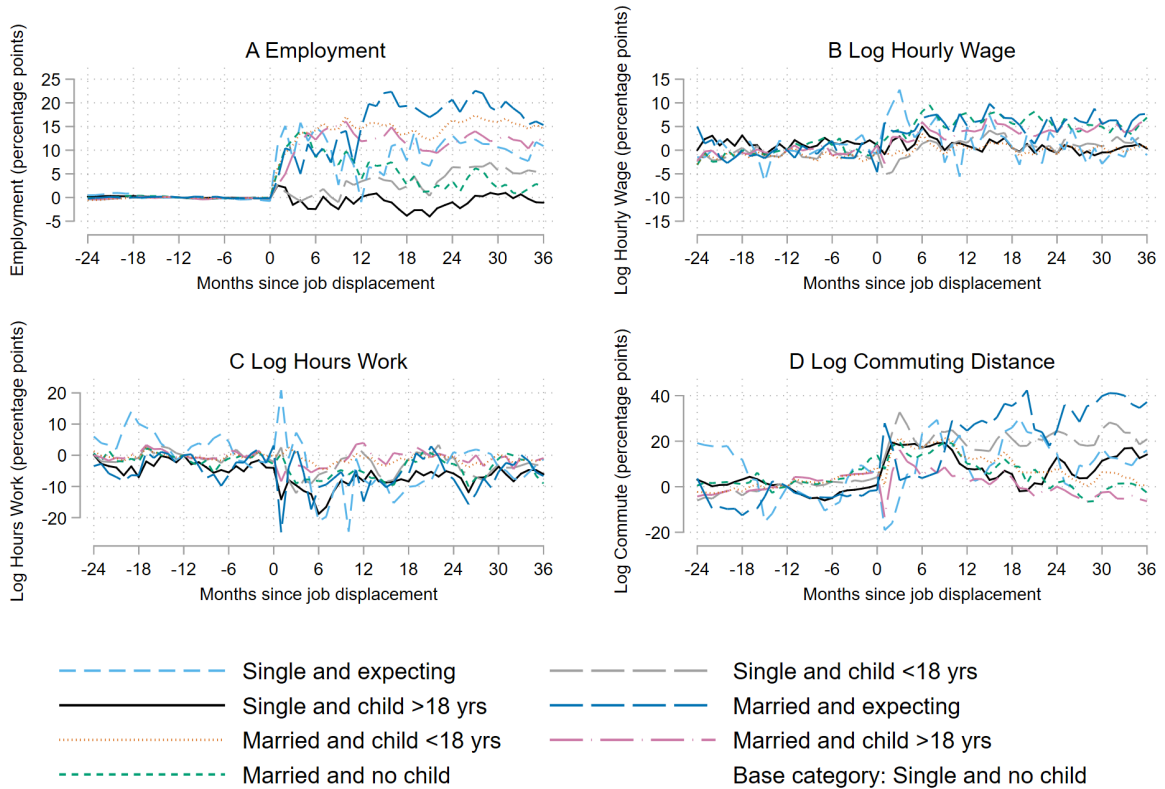 A Employment
Employment (percentage points)
25
20
15
10
5
0
-5
-24 -18 -12 -6 0 6 12 18 24 30 36
Months since job displacement
B Log Hourly Wage
Log Hourly Wage (percentage points)
15
10
5
0
-5
-10
-15
-24 -18 -12 -6 0 6 12 18 24 30 36
Months since job displacement
C Log Hours Work
Log Hours Work (percentage points)
20
10
0
-10
-20
-24 -18 -12 -6 0 6 12 18 24 30 36
Months since job displacement
D Log Commuting Distance
Log Commute (percentage points)
40
20
0
-20
-24 -18 -12 -6 0 6 12 18 24 30 36
Months since job displacement
Single and expecting
Single and child <18 yrs
Single and child >18 yrs
Married and expecting
Married and child <18 yrs
Married and child >18 yrs
Married and no child
Base category: Single and no child